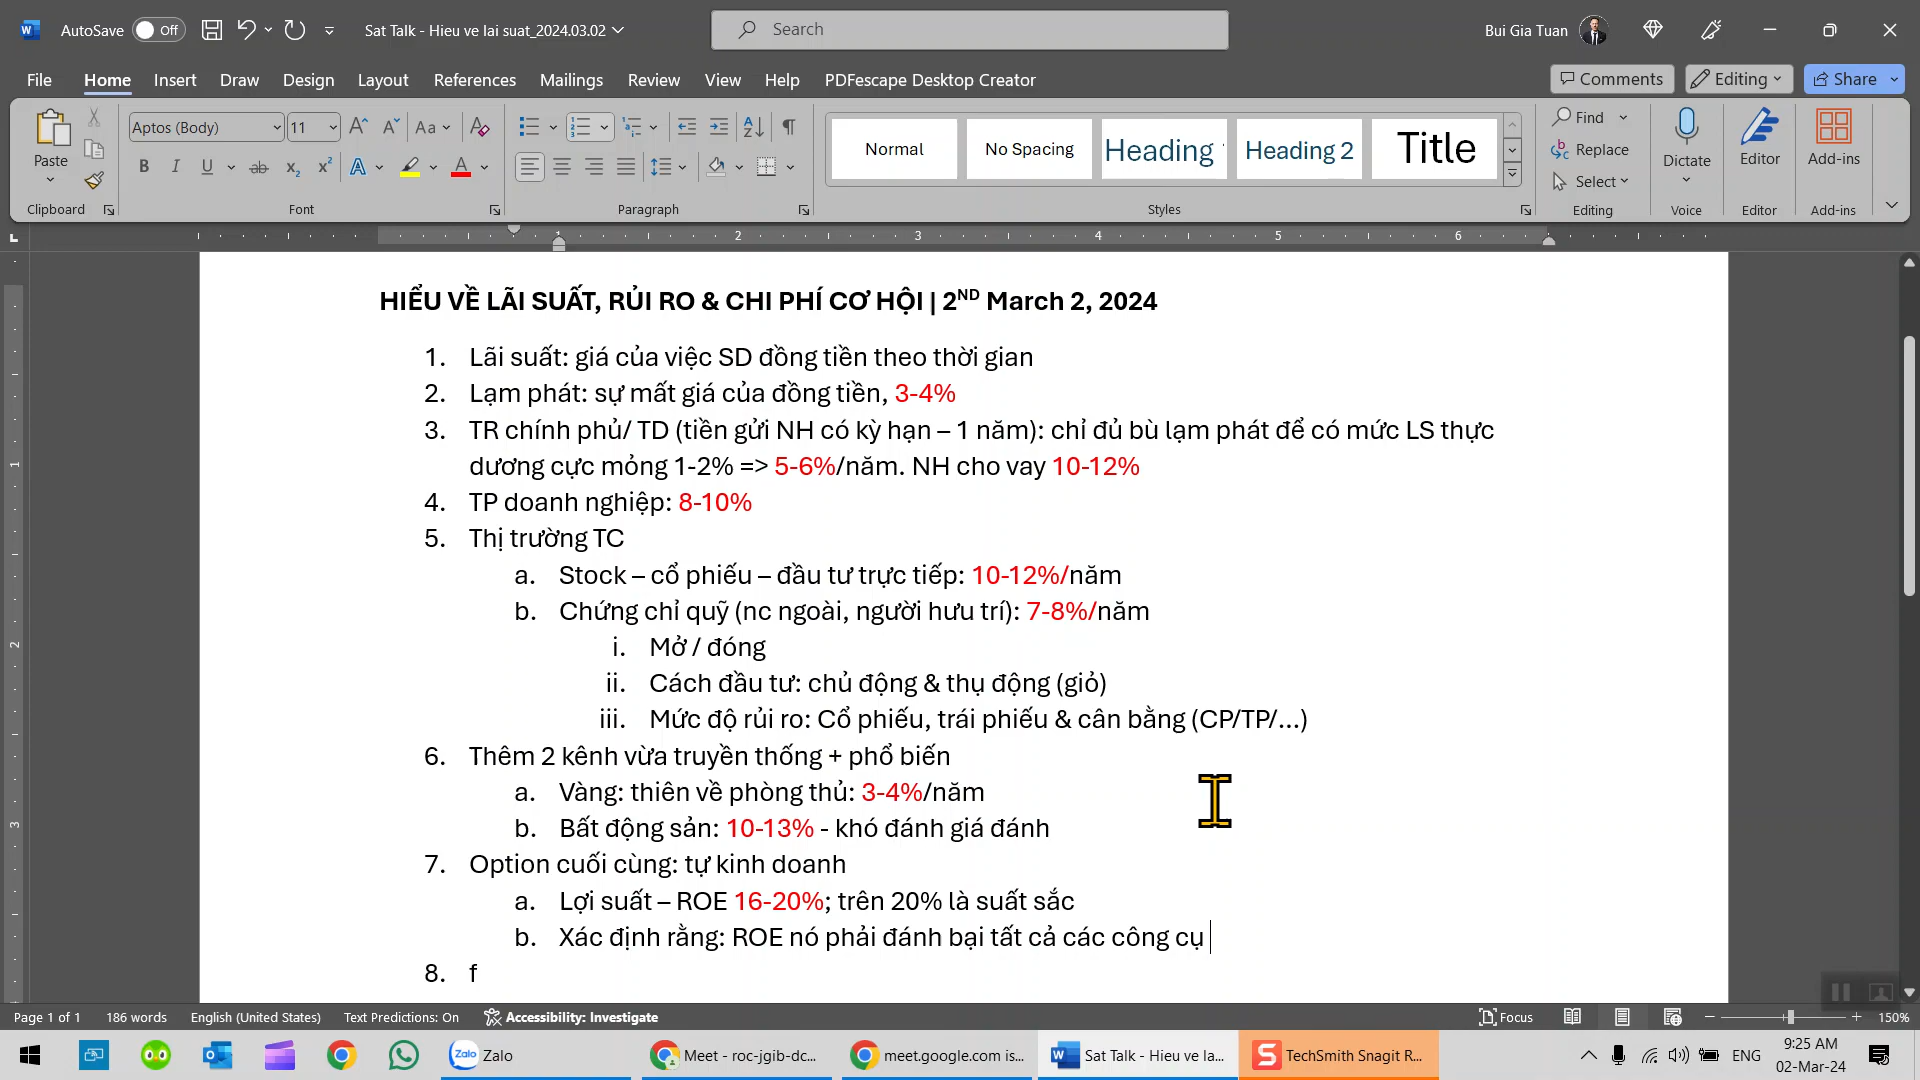 AutoSave Off Sat Talk - Hieu ve lai suat_2024.03.02 Search Bui Gia Tuan
File Home Insert Draw Design Layout References Mailings Review View Help PDFescape Desktop Creator Comments Editing Share
Paste Aptos (Body) 11 Aa Normal No Spacing Heading Heading 2 Title Find Replace Select Dictate Editor Add-ins
Clipboard Font Paragraph Styles Editing Voice Editor Add-ins
1 2 3 4 5 6
HIỂU VỀ LÃI SUẤT, RỦI RO & CHI PHÍ CƠ HỘI | 2ND March 2, 2024
1. Lãi suất: giá của việc SD đồng tiền theo thời gian
2. Lạm phát: sự mất giá của đồng tiền, 3-4%
3. TR chính phủ/ TD (tiền gửi NH có kỳ hạn – 1 năm): chỉ đủ bù lạm phát để có mức LS thực
dương cực mỏng 1-2% => 5-6%/năm. NH cho vay 10-12%
4. TP doanh nghiệp: 8-10%
5. Thị trường TC
a. Stock – cổ phiếu – đầu tư trực tiếp: 10-12%/năm
b. Chứng chỉ quỹ (nc ngoài, người hưu trí): 7-8%/năm
i. Mở / đóng
ii. Cách đầu tư: chủ động & thụ động (giỏ)
iii. Mức độ rủi ro: Cổ phiếu, trái phiếu & cân bằng (CP/TP/...)
6. Thêm 2 kênh vừa truyền thống + phổ biến
a. Vàng: thiên về phòng thủ: 3-4%/năm
b. Bất động sản: 10-13% - khó đánh giá đánh
7. Option cuối cùng: tự kinh doanh
a. Lợi suất – ROE 16-20%; trên 20% là suất sắc
b. Xác định rằng: ROE nó phải đánh bại tất cả các công cụ
8. f
Page 1 of 1 186 words English (United States) Text Predictions: On Accessibility: Investigate Focus 150%
Zalo Meet - roc-jgib-dc... meet.google.com is... Sat Talk - Hieu ve la... TechSmith Snagit R... ENG 9:25 AM
02-Mar-24